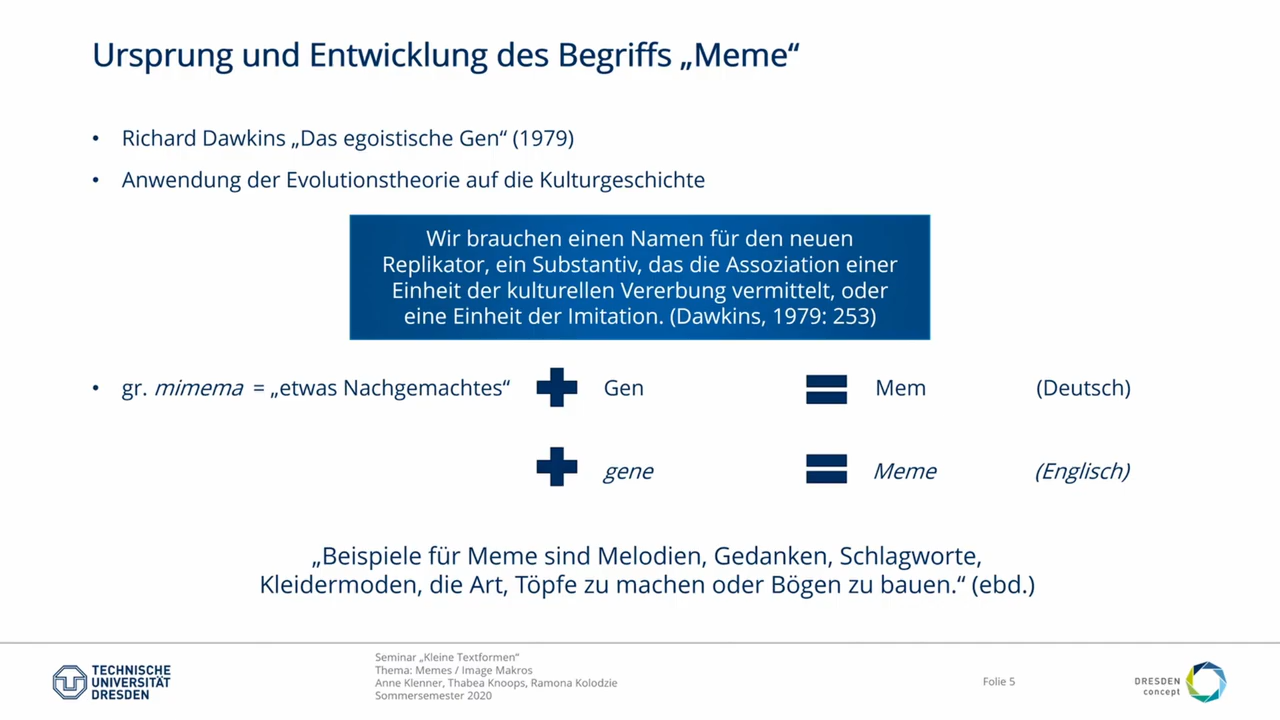 Ursprung und Entwicklung des Begriffs „Meme“
• Richard Dawkins „Das egoistische Gen“ (1979)
• Anwendung der Evolutionstheorie auf die Kulturgeschichte
Wir brauchen einen Namen für den neuen
Replikator, ein Substantiv, das die Assoziation einer
Einheit der kulturellen Vererbung vermittelt, oder
eine Einheit der Imitation. (Dawkins, 1979: 253)
• gr. mimema = „etwas Nachgemachtes“ + Gen = Mem (Deutsch)
+ gene = Meme (Englisch)
„Beispiele für Meme sind Melodien, Gedanken, Schlagworte,
Kleidermoden, die Art, Töpfe zu machen oder Bögen zu bauen.“ (ebd.)
TECHNISCHE
UNIVERSITÄT
DRESDEN
Seminar „Kleine Textformen“
Thema: Memes / Image Makros
Anne Klenner, Thabea Knoops, Ramona Kolodzie
Sommersemester 2020
Folie 5
DRESDEN
concept